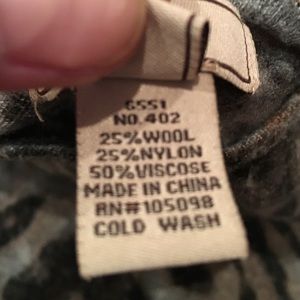 6551
NO.402
25%WOOL
25%NYLON
50%VISCOSE
MADE IN CHINA
RN#105098
COLD WASH